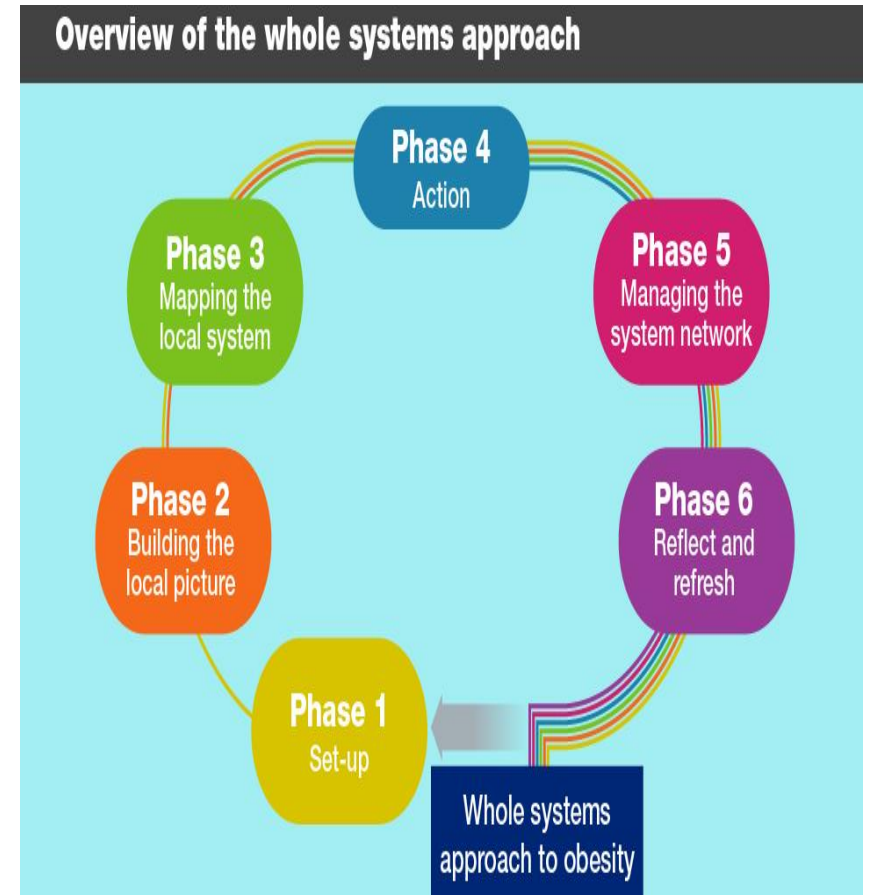 Overview of the whole systems approach
Phase 1
Set-up
Phase 2
Building the
local picture
Phase 3
Mapping the
local system
Phase 4
Action
Phase 5
Managing the
system network
Phase 6
Reflect and
refresh
Whole systems
approach to obesity